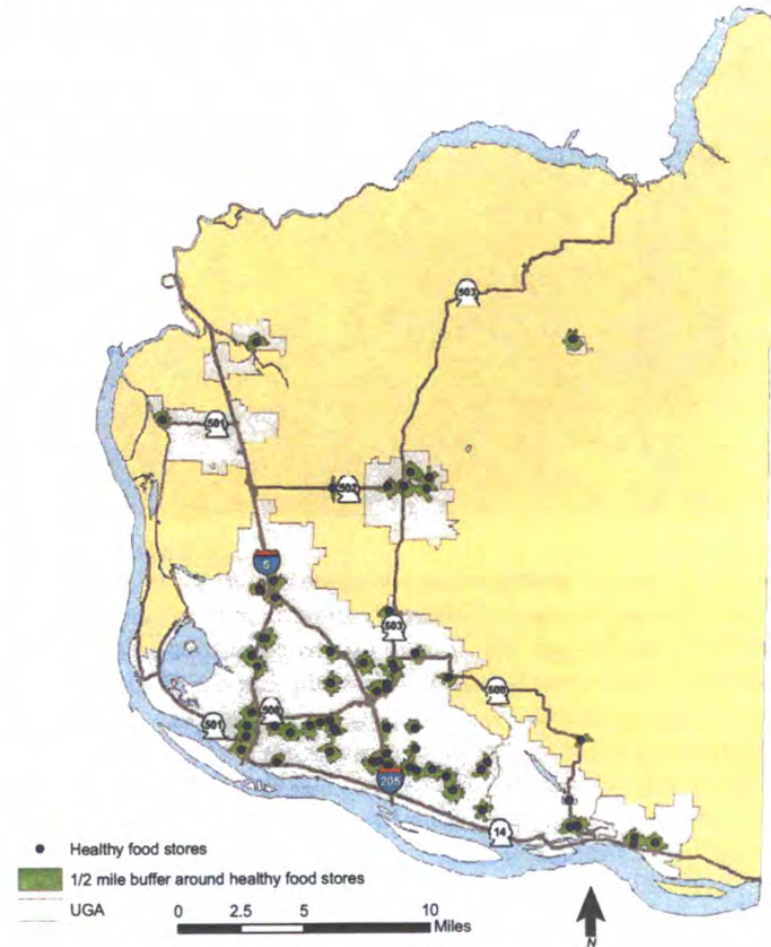 503
501
502
5
503
500
501
500
205
14
Healthy food stores
1/2 mile buffer around healthy food stores
UGA
0 2.5 5 10
Miles
N